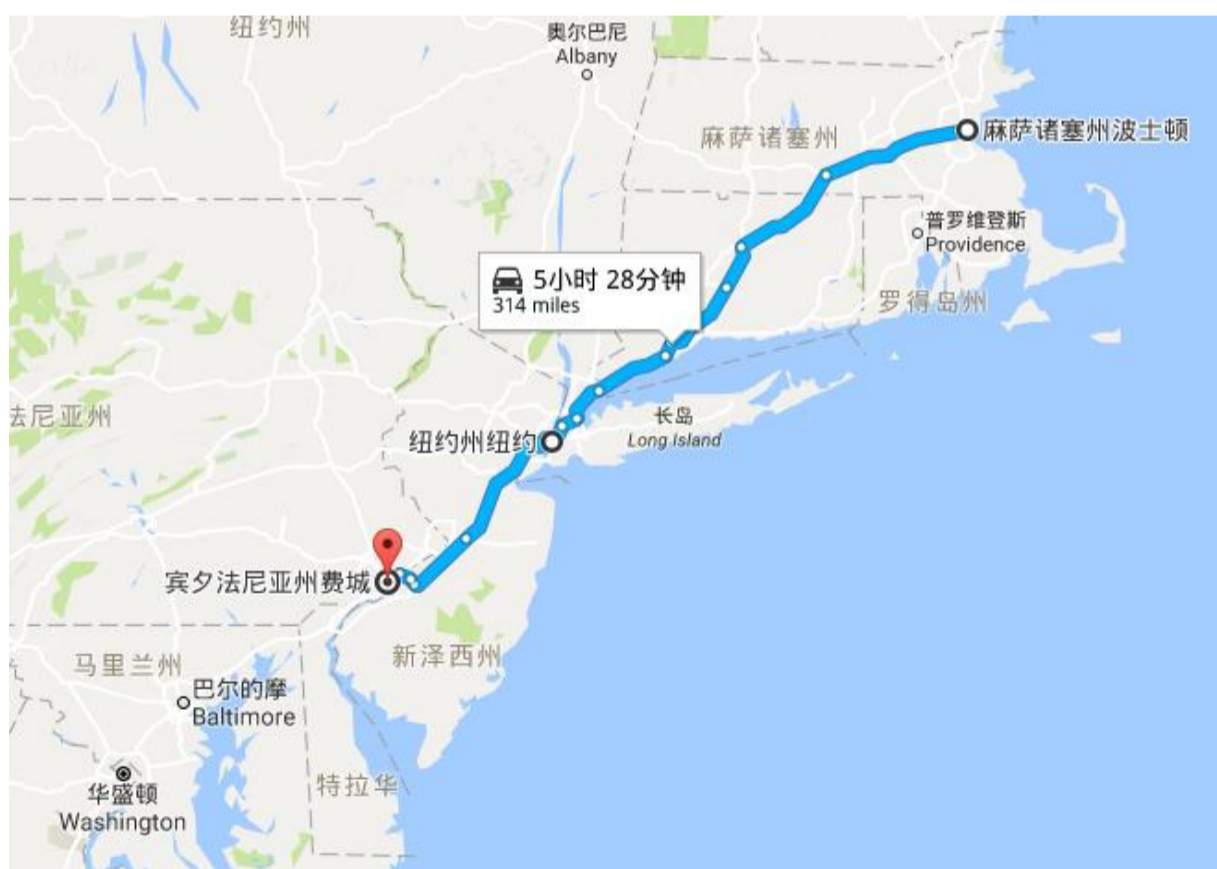 纽约州
奥尔巴尼
Albany
麻萨诸塞州
麻萨诸塞州波士顿
普罗维登斯
Providence
5小时 28分钟
314 miles
罗得岛州
法尼亚州
纽约州纽约
长岛
Long Island
宾夕法尼亚州费城
新泽西州
马里兰州
巴尔的摩
Baltimore
特拉华
华盛顿
Washington